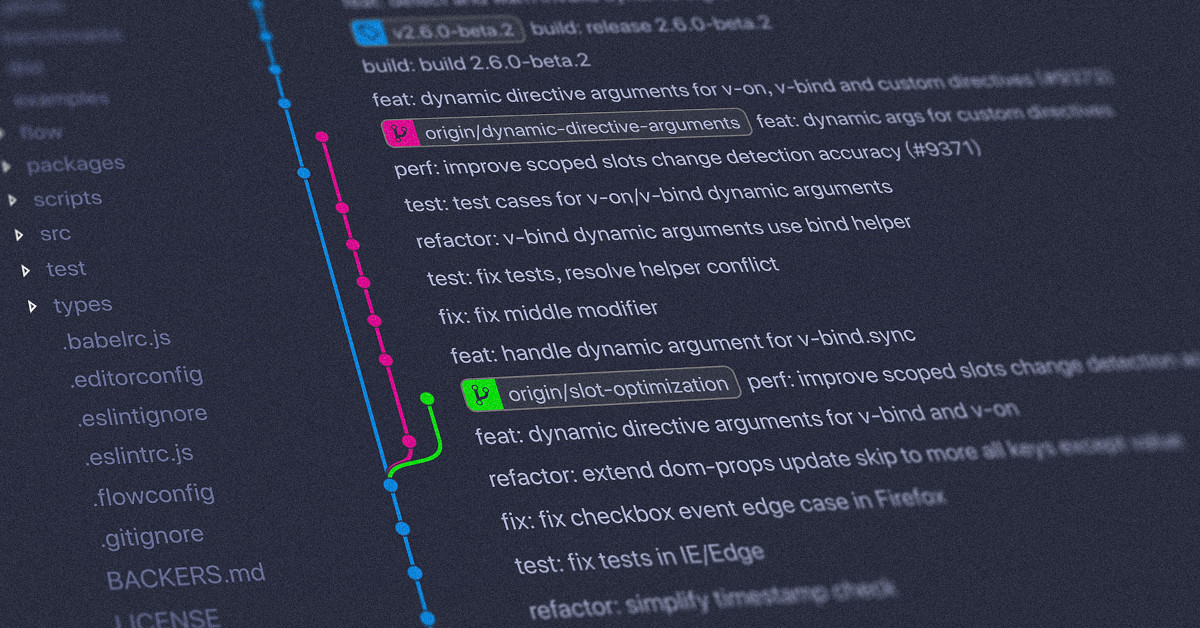 examples
flow
packages
scripts
src
test
types
.babelrc.js
.editorconfig
.eslintignore
.eslintrc.js
.flowconfig
.gitignore
BACKERS.md
LICENSE
v2.6.0-beta.2 build: release 2.6.0-beta.2
build: build 2.6.0-beta.2
feat: dynamic directive arguments for v-on, v-bind and custom directives (#9373)
origin/dynamic-directive-arguments feat: dynamic args for custom directives
perf: improve scoped slots change detection accuracy (#9371)
test: test cases for v-on/v-bind dynamic arguments
refactor: v-bind dynamic arguments use bind helper
test: fix tests, resolve helper conflict
fix: fix middle modifier
feat: handle dynamic argument for v-bind.sync
origin/slot-optimization perf: improve scoped slots change detection
feat: dynamic directive arguments for v-bind and v-on
refactor: extend dom-props update skip to more all keys except value
fix: fix checkbox event edge case in Firefox
test: fix tests in IE/Edge
refactor: simplify timestamp check